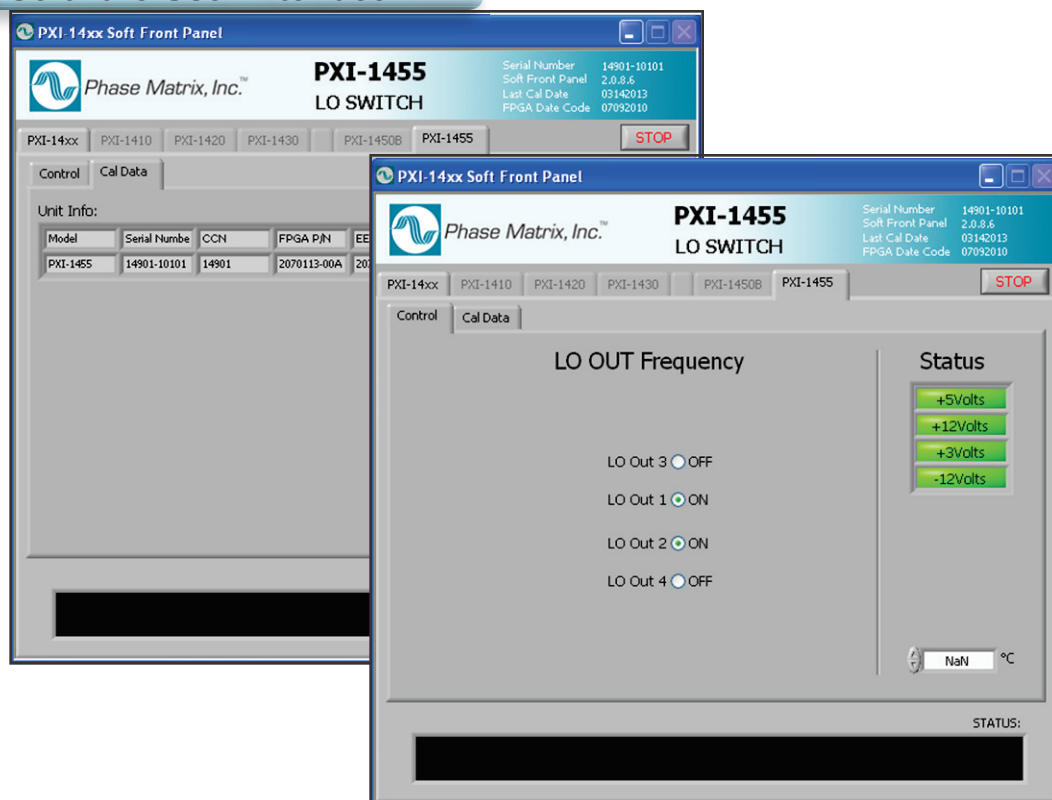 PXI-14xx Soft Front Panel
Phase Matrix, Inc.™
PXI-1455
LO SWITCH
Serial Number 14901-10101
Soft Front Panel 2.0.8.6
Last Cal Date 03142013
FPGA Date Code 07092010
PXI-14xx PXI-1410 PXI-1420 PXI-1430 PXI-1450B PXI-1455 STOP
Control Cal Data
Unit Info:
Model Serial Numbe CCN FPGA P/N EE
PXI-1455 14901-10101 14901 2070113-00A 207
PXI-14xx Soft Front Panel
Phase Matrix, Inc.™
PXI-1455
LO SWITCH
Serial Number 14901-10101
Soft Front Panel 2.0.8.6
Last Cal Date 03142013
FPGA Date Code 07092010
PXI-14xx PXI-1410 PXI-1420 PXI-1430 PXI-1450B PXI-1455 STOP
Control Cal Data
LO OUT Frequency
LO Out 3 OFF
LO Out 1 ON
LO Out 2 ON
LO Out 4 OFF
Status
+5Volts
+12Volts
+3Volts
-12Volts
NaN °C
STATUS: